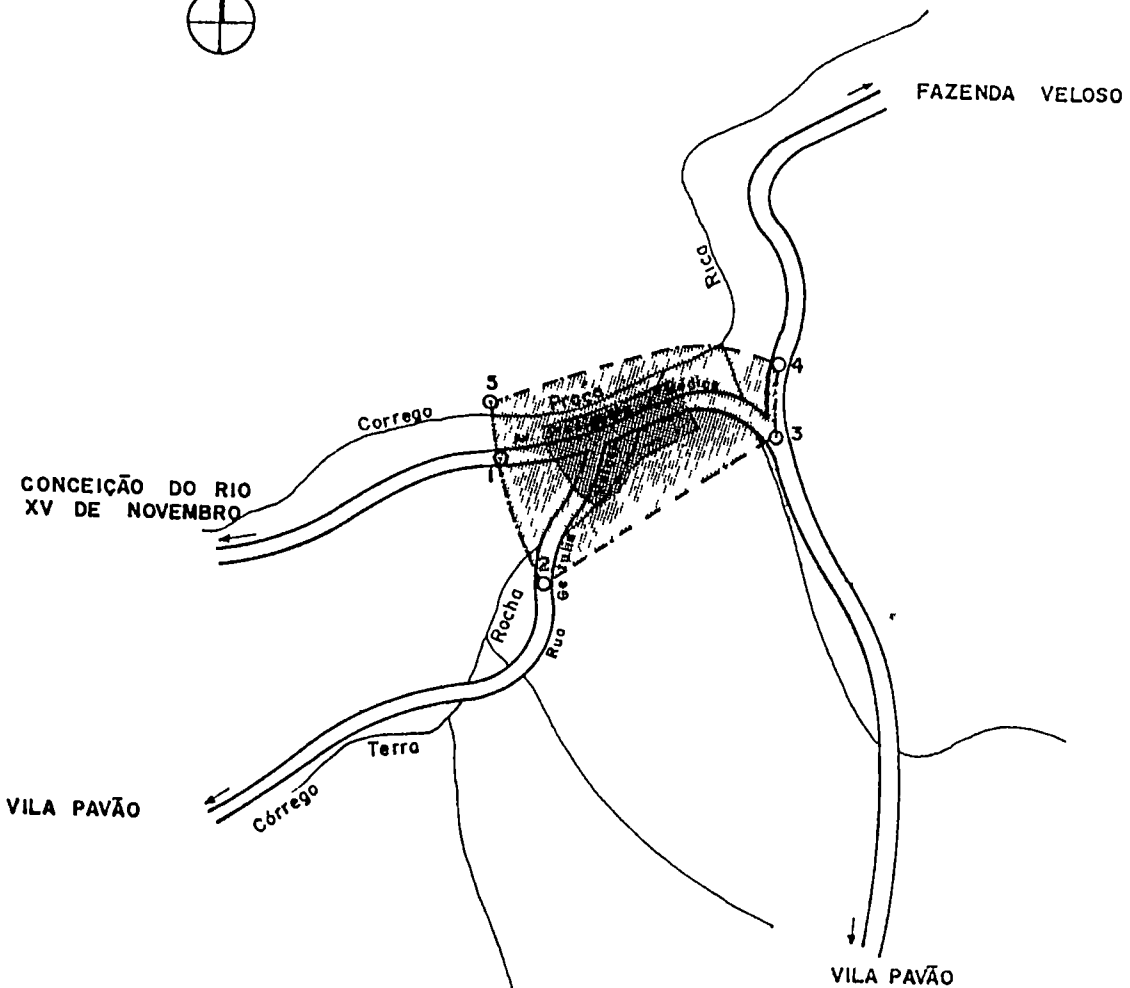 FAZENDA VELOSO
Rico
4
5
Praça
Corrego
3
1
CONCEIÇÃO DO RIO
XV DE NOVEMBRO
2
Rocha
Rua
Terra
VILA PAVÃO
Córrego
VILA PAVÃO